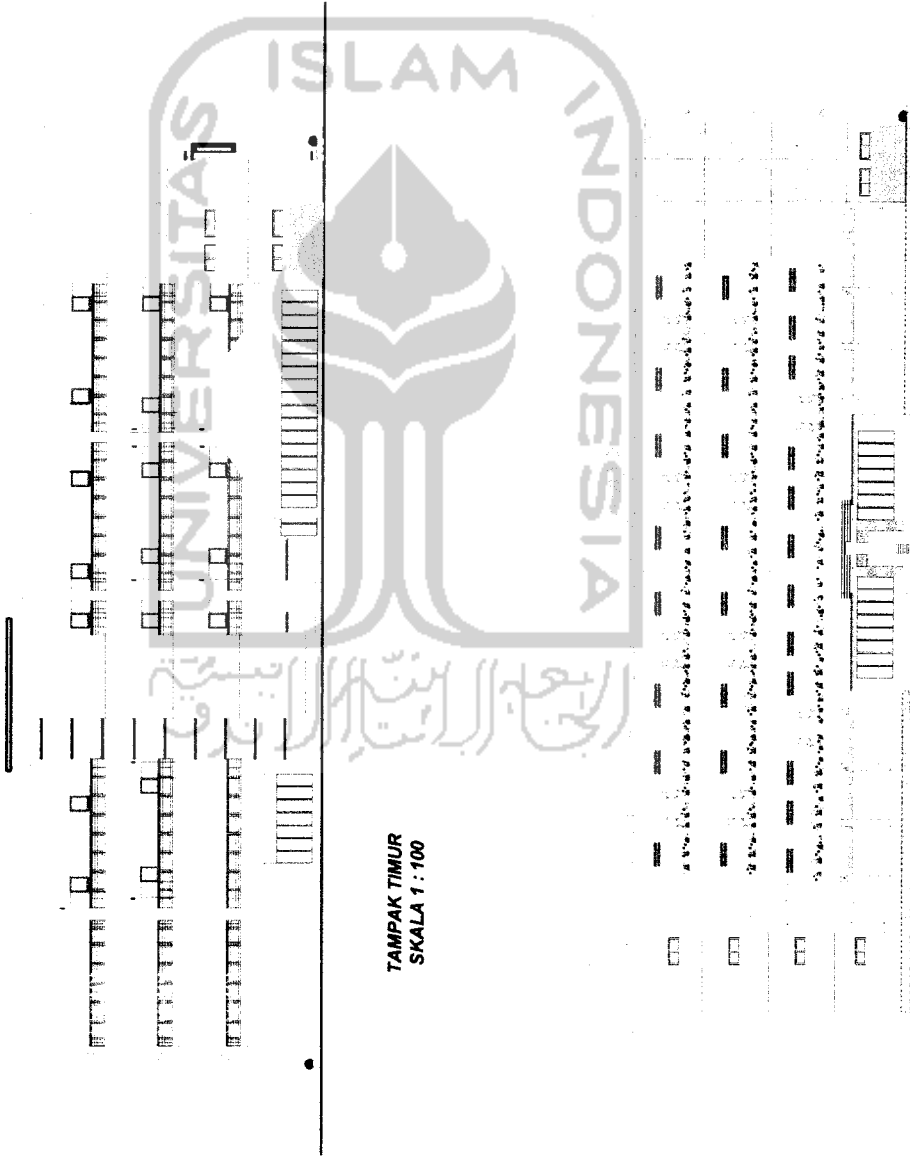 UNIVERSITAS
ISLAM
INDONESIA
TAMPAK TIMUR
SKALA 1 : 100